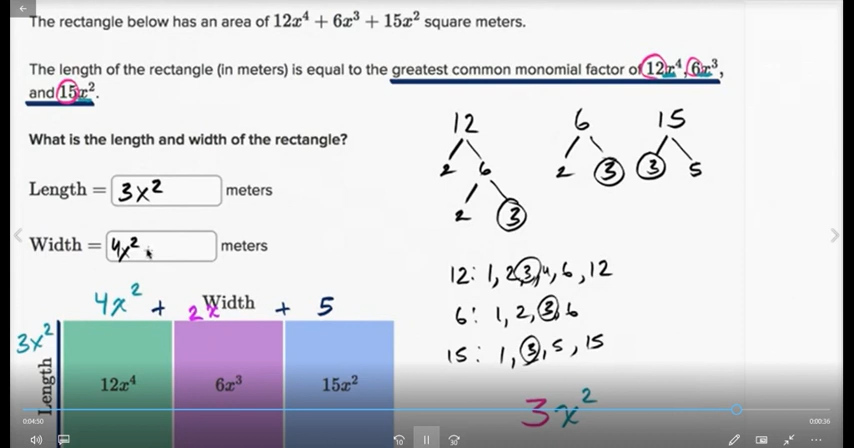 The rectangle below has an area of 12x⁴ + 6x³ + 15x² square meters.
The length of the rectangle (in meters) is equal to the greatest common monomial factor of 12x⁴, 6x³,
and 15x².
What is the length and width of the rectangle?
Length = 3x² meters
Width = 4x² meters
4x² + 2x Width + 5
3x²
Length
12x⁴ 6x³ 15x²
12 6 15
2 6 2 3 3 5
2 3
12: 1, 2, 3, 4, 6, 12
6: 1, 2, 3, 6
15: 1, 3, 5, 15
3x²
0:04:50 0:00:36
10 30